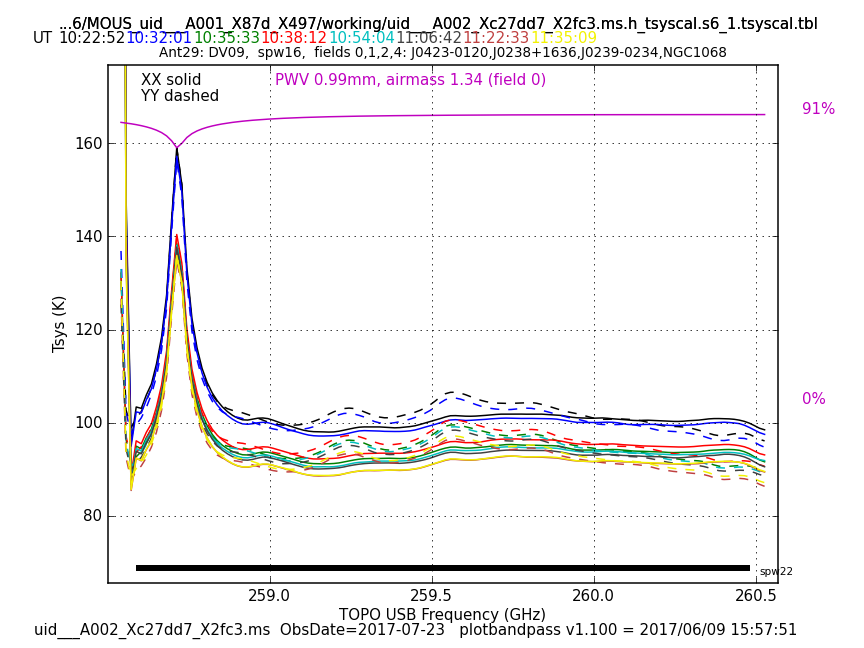 ...6/MOUS_uid___A001_X87d_X497/working/uid___A002_Xc27dd7_X2fc3.ms.h_tsyscal.s6_1.tsyscal.tbl
UT 10:22:52 10:32:01 10:35:33 10:38:12 10:54:04 11:06:42 11:22:33 11:35:09
Ant29: DV09, spw16, fields 0,1,2,4: J0423-0120,J0238+1636,J0239-0234,NGC1068
XX solid
YY dashed
PWV 0.99mm, airmass 1.34 (field 0)
91%
0%
160
140
120
100
80
Tsys (K)
spw22
259.0 259.5 260.0 260.5
TOPO USB Frequency (GHz)
uid___A002_Xc27dd7_X2fc3.ms ObsDate=2017-07-23 plotbandpass v1.100 = 2017/06/09 15:57:51